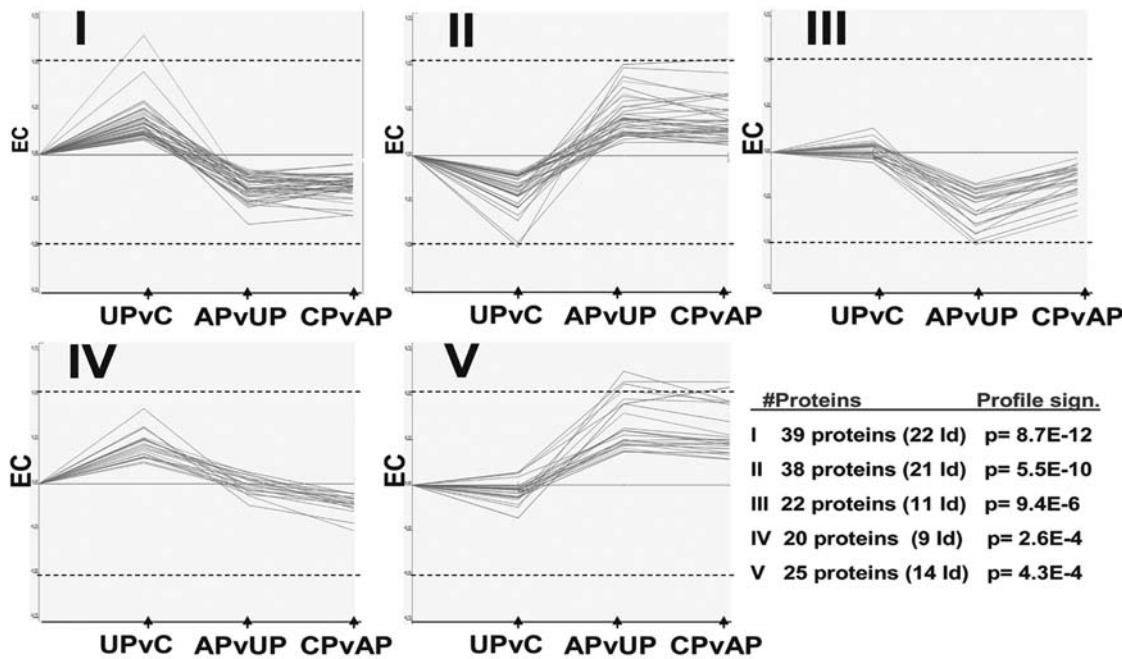 I
EC
UPvC APvUP CPvAP
II
EC
UPvC APvUP CPvAP
III
EC
UPvC APvUP CPvAP
IV
EC
UPvC APvUP CPvAP
V
EC
UPvC APvUP CPvAP
#Proteins Profile sign.
I 39 proteins (22 Id) p= 8.7E-12
II 38 proteins (21 Id) p= 5.5E-10
III 22 proteins (11 Id) p= 9.4E-6
IV 20 proteins (9 Id) p= 2.6E-4
V 25 proteins (14 Id) p= 4.3E-4